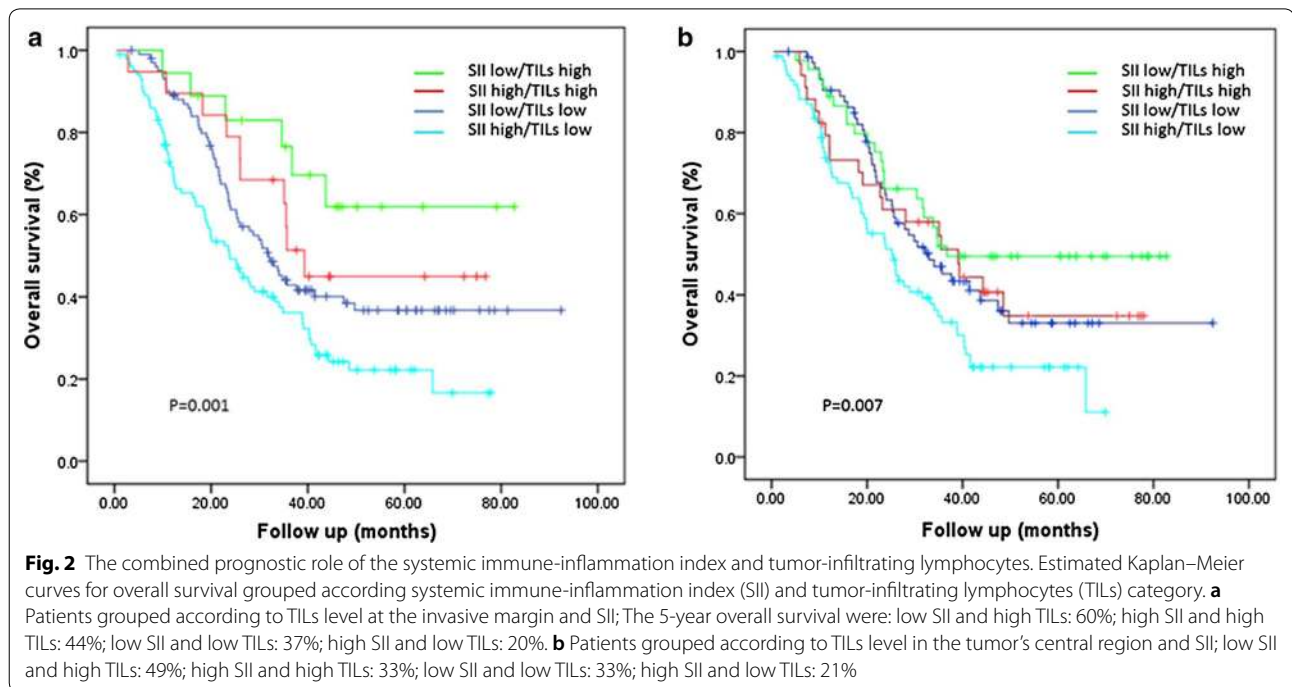 a
SII low/TILs high
SII high/TILs high
SII low/TILs low
SII high/TILs low
Overall survival (%)
1.0
0.8
0.6
0.4
0.2
0.0
P=0.001
0.00 20.00 40.00 60.00 80.00 100.00
Follow up (months)
b
SII low/TILs high
SII high/TILs high
SII low/TILs low
SII high/TILs low
Overall survival (%)
1.0
0.8
0.6
0.4
0.2
0.0
P=0.007
0.00 20.00 40.00 60.00 80.00 100.00
Follow up (months)
Fig. 2 The combined prognostic role of the systemic immune-inflammation index and tumor-infiltrating lymphocytes. Estimated Kaplan–Meier
curves for overall survival grouped according systemic immune-inflammation index (SII) and tumor-infiltrating lymphocytes (TILs) category. a
Patients grouped according to TILs level at the invasive margin and SII; The 5-year overall survival were: low SII and high TILs: 60%; high SII and high
TILs: 44%; low SII and low TILs: 37%; high SII and low TILs: 20%. b Patients grouped according to TILs level in the tumor's central region and SII; low SII
and high TILs: 49%; high SII and high TILs: 33%; low SII and low TILs: 33%; high SII and low TILs: 21%